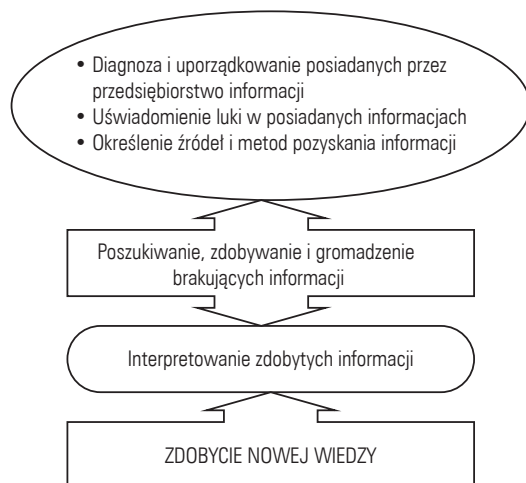 • Diagnoza i uporządkowanie posiadanych przez
przedsiębiorstwo informacji
• Uświadomienie luki w posiadanych informacjach
• Określenie źródeł i metod pozyskania informacji
Poszukiwanie, zdobywanie i gromadzenie
brakujących informacji
Interpretowanie zdobytych informacji
ZDOBYCIE NOWEJ WIEDZY